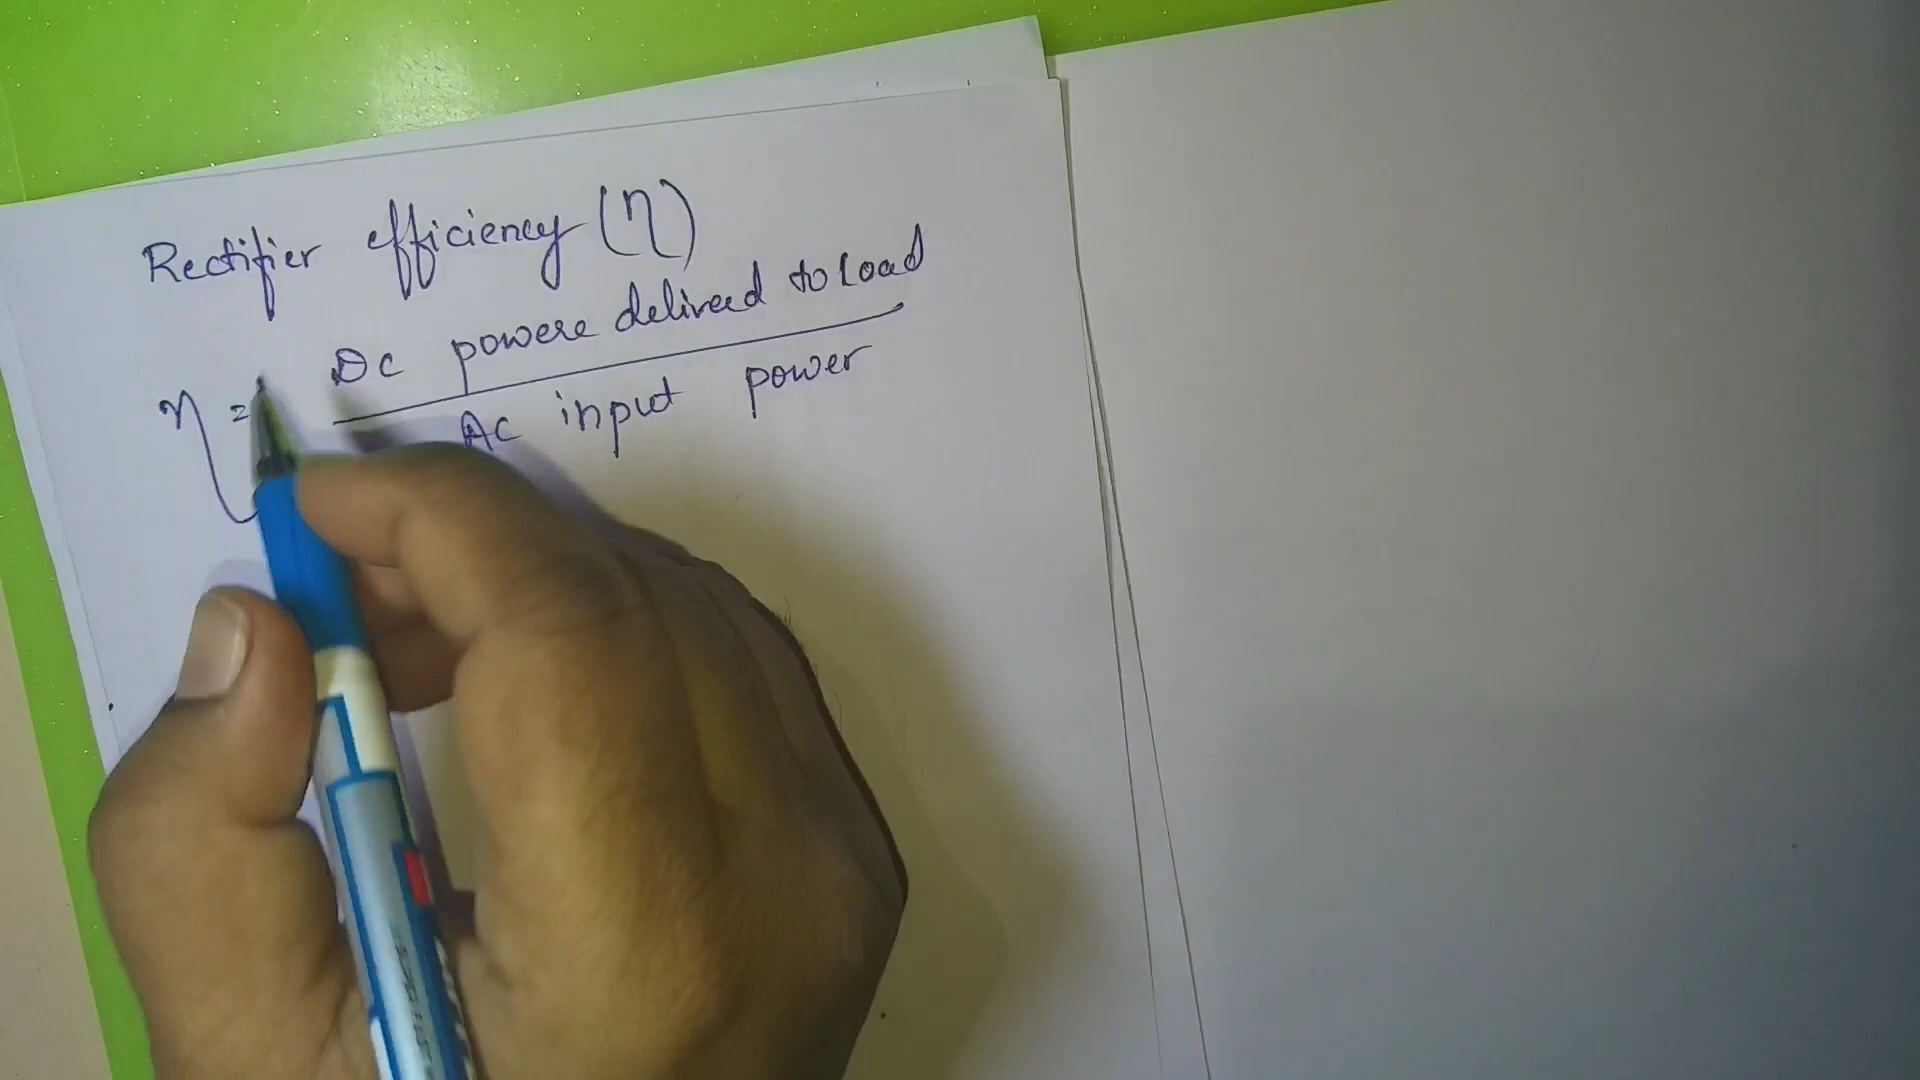 Rectifier efficiency (η)
η = Dc powere delivered to Load
Ac input power